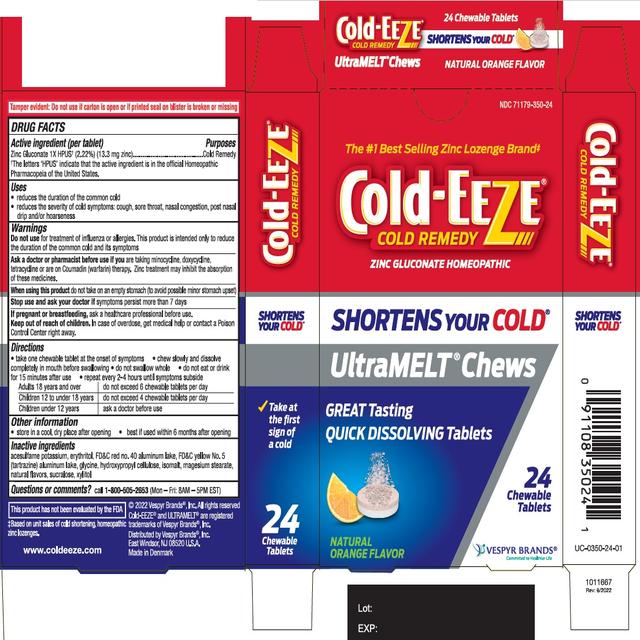 Cold-EEZE®
COLD REMEDY
UltraMELT® Chews
24 Chewable Tablets
SHORTENS YOUR COLD®
NATURAL ORANGE FLAVOR
Tamper evident: Do not use if carton is open or if printed seal on blister is broken or missing
DRUG FACTS
Active ingredient (per tablet) Purposes
Zinc Gluconate 1X HPUS† (2.22%) (13.3 mg zinc)....................Cold Remedy
†The letters 'HPUS' indicate that the active ingredient is in the official Homeopathic
Pharmacopeia of the United States.
Uses
• reduces the duration of the common cold
• reduces the severity of cold symptoms: cough, sore throat, nasal congestion, post nasal
drip and/or hoarseness
Warnings
Do not use for treatment of influenza or allergies. This product is intended only to reduce
the duration of the common cold and its symptoms
Ask a doctor or pharmacist before use if you are taking minocycline, doxycycline,
tetracycline or are on Coumadin (warfarin) therapy. Zinc treatment may inhibit the absorption
of these medicines.
When using this product do not take on an empty stomach (to avoid possible minor stomach upset)
Stop use and ask your doctor if symptoms persist more than 7 days
If pregnant or breastfeeding, ask a healthcare professional before use.
Keep out of reach of children. In case of overdose, get medical help or contact a Poison
Control Center right away.
Directions
• take one chewable tablet at the onset of symptoms • chew slowly and dissolve
completely in mouth before swallowing • do not swallow whole • do not eat or drink
for 15 minutes after use • repeat every 2-4 hours until symptoms subside
Adults 18 years and over do not exceed 6 chewable tablets per day
Children 12 to under 18 years do not exceed 4 chewable tablets per day
Children under 12 years ask a doctor before use
Other information
• store in a cool, dry place after opening • best if used within 6 months after opening
Inactive ingredients
acesulfame potassium, erythritol, FD&C red no. 40 aluminum lake, FD&C yellow No. 5
(tartrazine) aluminum lake, glycine, hydroxypropyl cellulose, isomalt, magesium stearate,
natural flavors, sucralose, xylitol
Questions or comments? call 1-800-505-2653 (Mon – Fri: 8AM – 5PM EST)
This product has not been evaluated by the FDA
‡Based on unit sales of cold shortening, homeopathic
zinc lozenges.
www.coldeeze.com
© 2022 Vespyr Brands®, Inc. All rights reserved
Cold-EEZE® and ULTRAMELT® are registered
trademarks of Vespyr Brands®, Inc.
Distributed by Vespyr Brands®, Inc.
East Windsor, NJ 08520 U.S.A.
Made in Denmark
Cold-EEZE®
COLD REMEDY
SHORTENS
YOUR COLD®
✓Take at
the first
sign of
a cold
24
Chewable
Tablets
NDC 71179-350-24
The #1 Best Selling Zinc Lozenge Brand‡
Cold-EEZE®
COLD REMEDY
ZINC GLUCONATE HOMEOPATHIC
SHORTENS YOUR COLD®
UltraMELT® Chews
GREAT Tasting
QUICK DISSOLVING Tablets
NATURAL
ORANGE FLAVOR
24
Chewable
Tablets
VESPYR BRANDS®
Committed to Healthier Life
Cold-EEZE®
COLD REMEDY
SHORTENS
YOUR COLD®
0 91108 35024 1
UC-0350-24-01
1011667
Rev. 6/2022
Lot:
EXP: